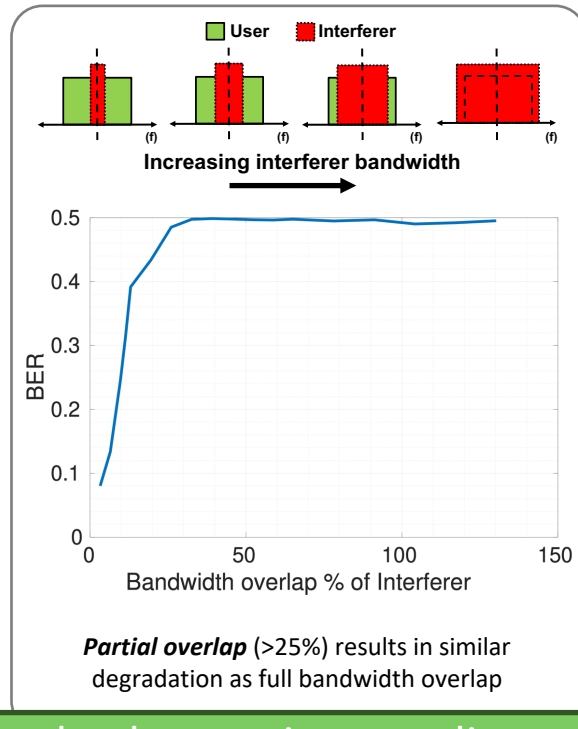 User Interferer
(f) (f) (f) (f)
Increasing interferer bandwidth
0.5
0.4
0.3
0.2
0.1
0
BER
0 50 100 150
Bandwidth overlap % of Interferer
Partial overlap (>25%) results in similar
degradation as full bandwidth overlap